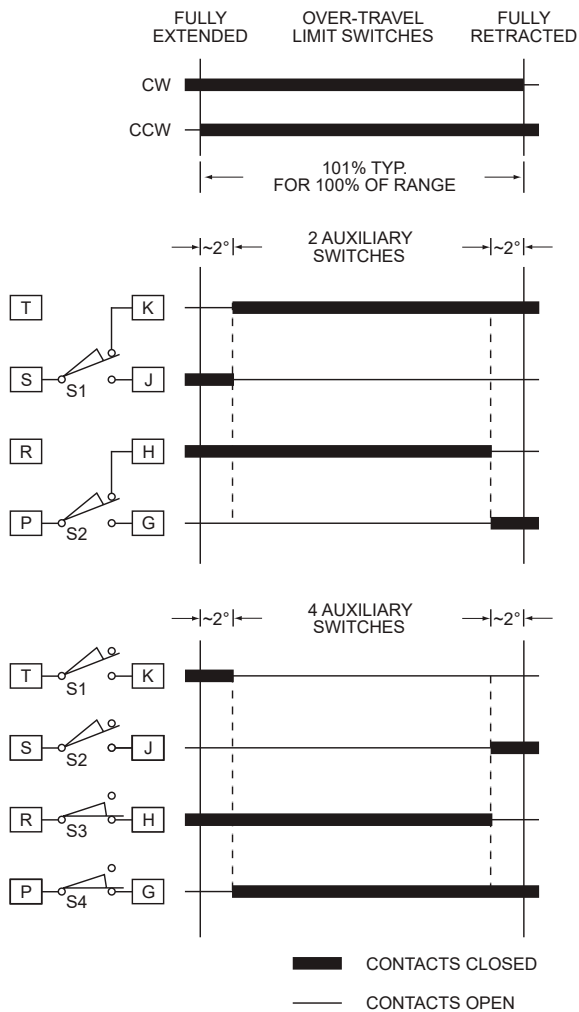 FULLY EXTENDED
OVER-TRAVEL LIMIT SWITCHES
FULLY RETRACTED
CW
CCW
101% TYP.
FOR 100% OF RANGE
~2°
2 AUXILIARY SWITCHES
~2°
T
K
S
S1
J
R
H
P
S2
G
~2°
4 AUXILIARY SWITCHES
~2°
T
S1
K
S
S2
J
R
S3
H
P
S4
G
CONTACTS CLOSED
CONTACTS OPEN